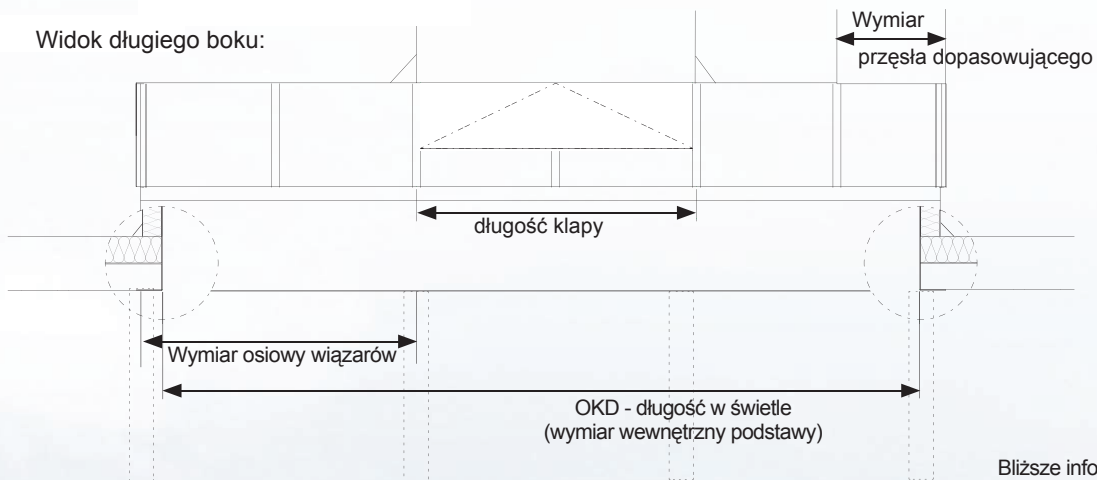 Widok długiego boku:
Wymiar
przęsła dopasowującego
długość klapy
Wymiar osiowy wiązarów
OKD - długość w świetle
(wymiar wewnętrzny podstawy)
Bliższe info